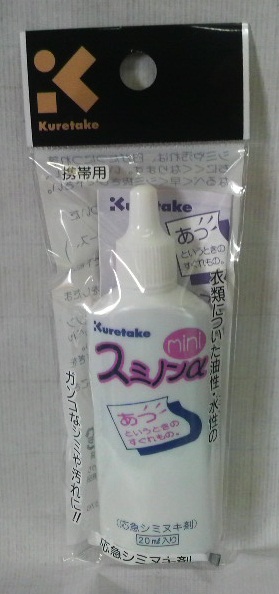 Kuretake
携帯用
Kuretake
あっ
というときの
すぐれもの。
衣類についた油性・水性の
ガンコなシミや汚れに!!
Kuretake
mini
スミノンα
あっ
というときの
すぐれもの。
〈応急シミヌキ剤〉
20ml入り
応急シミヌキ剤